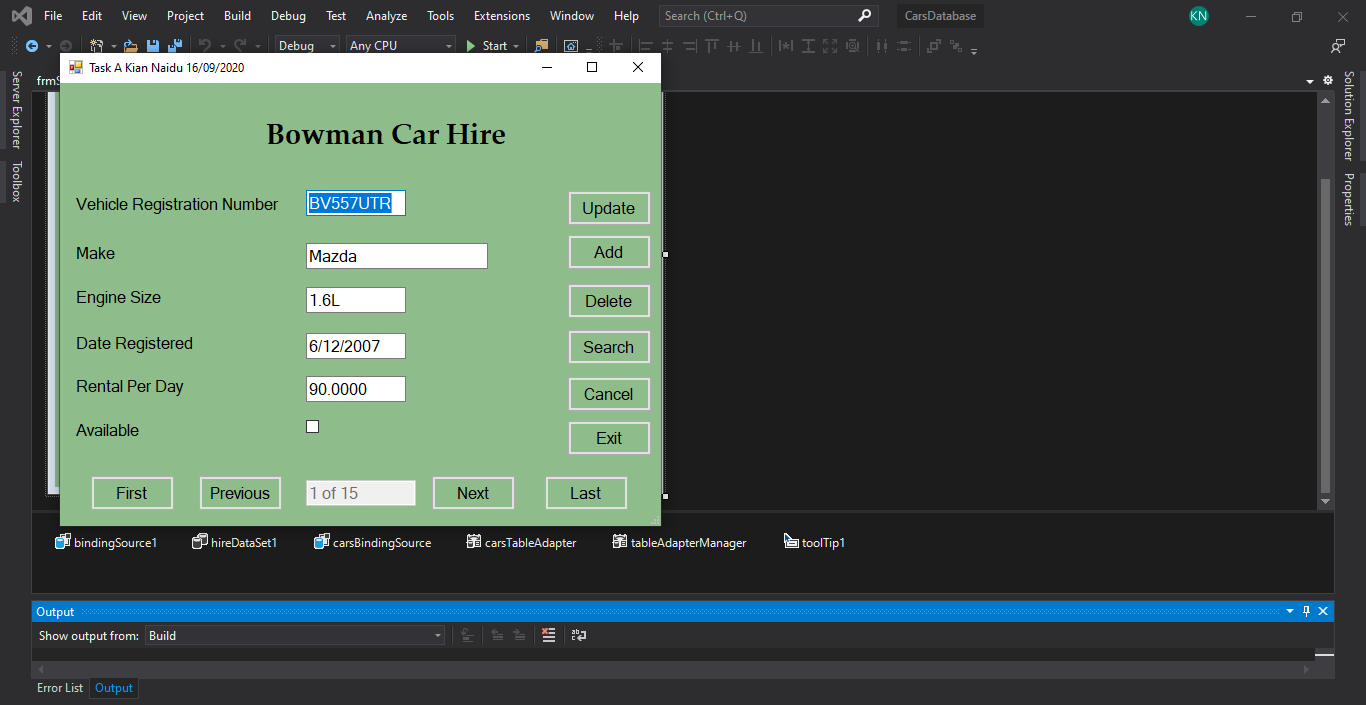 File Edit View Project Build Debug Test Analyze Tools Extensions Window Help Search (Ctrl+Q) CarsDatabase KN
Debug Any CPU Start
Task A Kian Naidu 16/09/2020
Server Explorer
Toolbox
Solution Explorer
Properties
Bowman Car Hire
Vehicle Registration Number BV557UTR Update
Make Mazda Add
Engine Size 1.6L Delete
Date Registered 6/12/2007 Search
Rental Per Day 90.0000 Cancel
Available Exit
First Previous 1 of 15 Next Last
bindingSource1 hireDataSet1 carsBindingSource carsTableAdapter tableAdapterManager toolTip1
Output
Show output from: Build
Error List Output